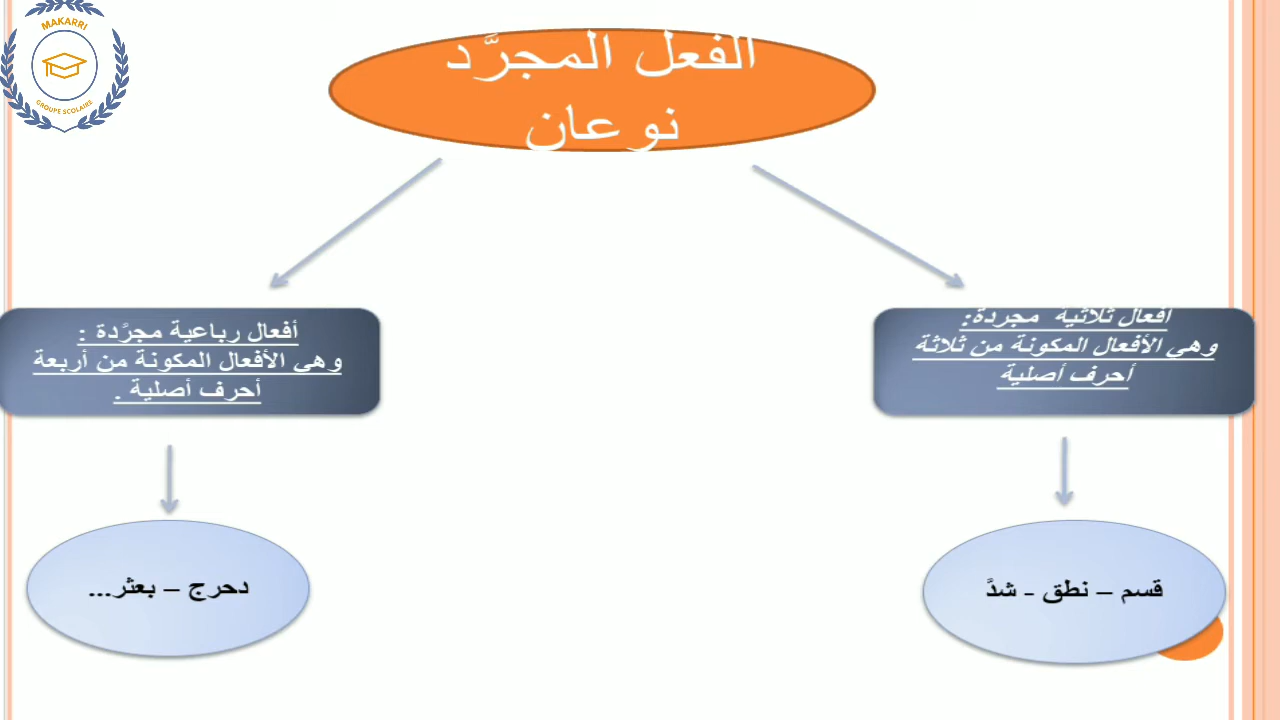 MAKARRI
GROUPE SCOLAIRE
الفعل المجرَّد
نوعان
أفعال ثلاثية مجردة:
وهي الأفعال المكونة من ثلاثة
أحرف أصلية
أفعال رباعية مجرَّدة :
وهي الأفعال المكونة من أربعة
أحرف أصلية .
قسم – نطق - شدَّ
دحرج – بعثر...